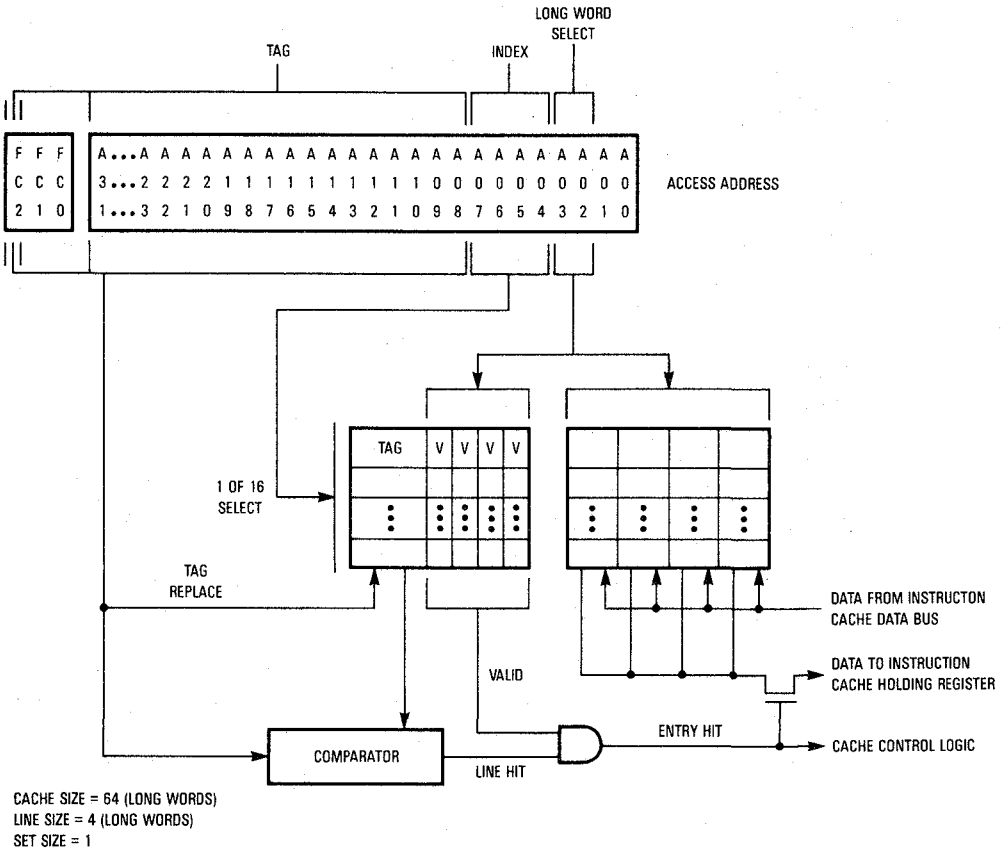 LONG WORD
SELECT
TAG
INDEX
F F F A•••A A A A A A A A A A A A A A A A A A A A A A A A
C C C 3•••2 2 2 2 1 1 1 1 1 1 1 1 1 1 0 0 0 0 0 0 0 0 0 0
2 1 0 1•••3 2 1 0 9 8 7 6 5 4 3 2 1 0 9 8 7 6 5 4 3 2 1 0
ACCESS ADDRESS
TAG V V V V
1 OF 16
SELECT
TAG
REPLACE
DATA FROM INSTRUCTON
CACHE DATA BUS
DATA TO INSTRUCTION
CACHE HOLDING REGISTER
VALID
ENTRY HIT
CACHE CONTROL LOGIC
COMPARATOR
LINE HIT
CACHE SIZE = 64 (LONG WORDS)
LINE SIZE = 4 (LONG WORDS)
SET SIZE = 1